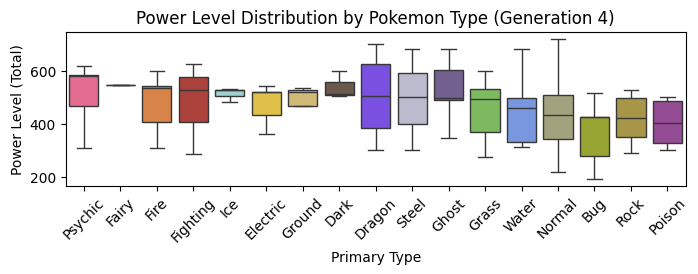 Power Level Distribution by Pokemon Type (Generation 4)
Power Level (Total)
600
400
200
Psychic
Fairy
Fire
Fighting
Ice
Electric
Ground
Dark
Dragon
Steel
Ghost
Grass
Water
Normal
Bug
Rock
Poison
Primary Type